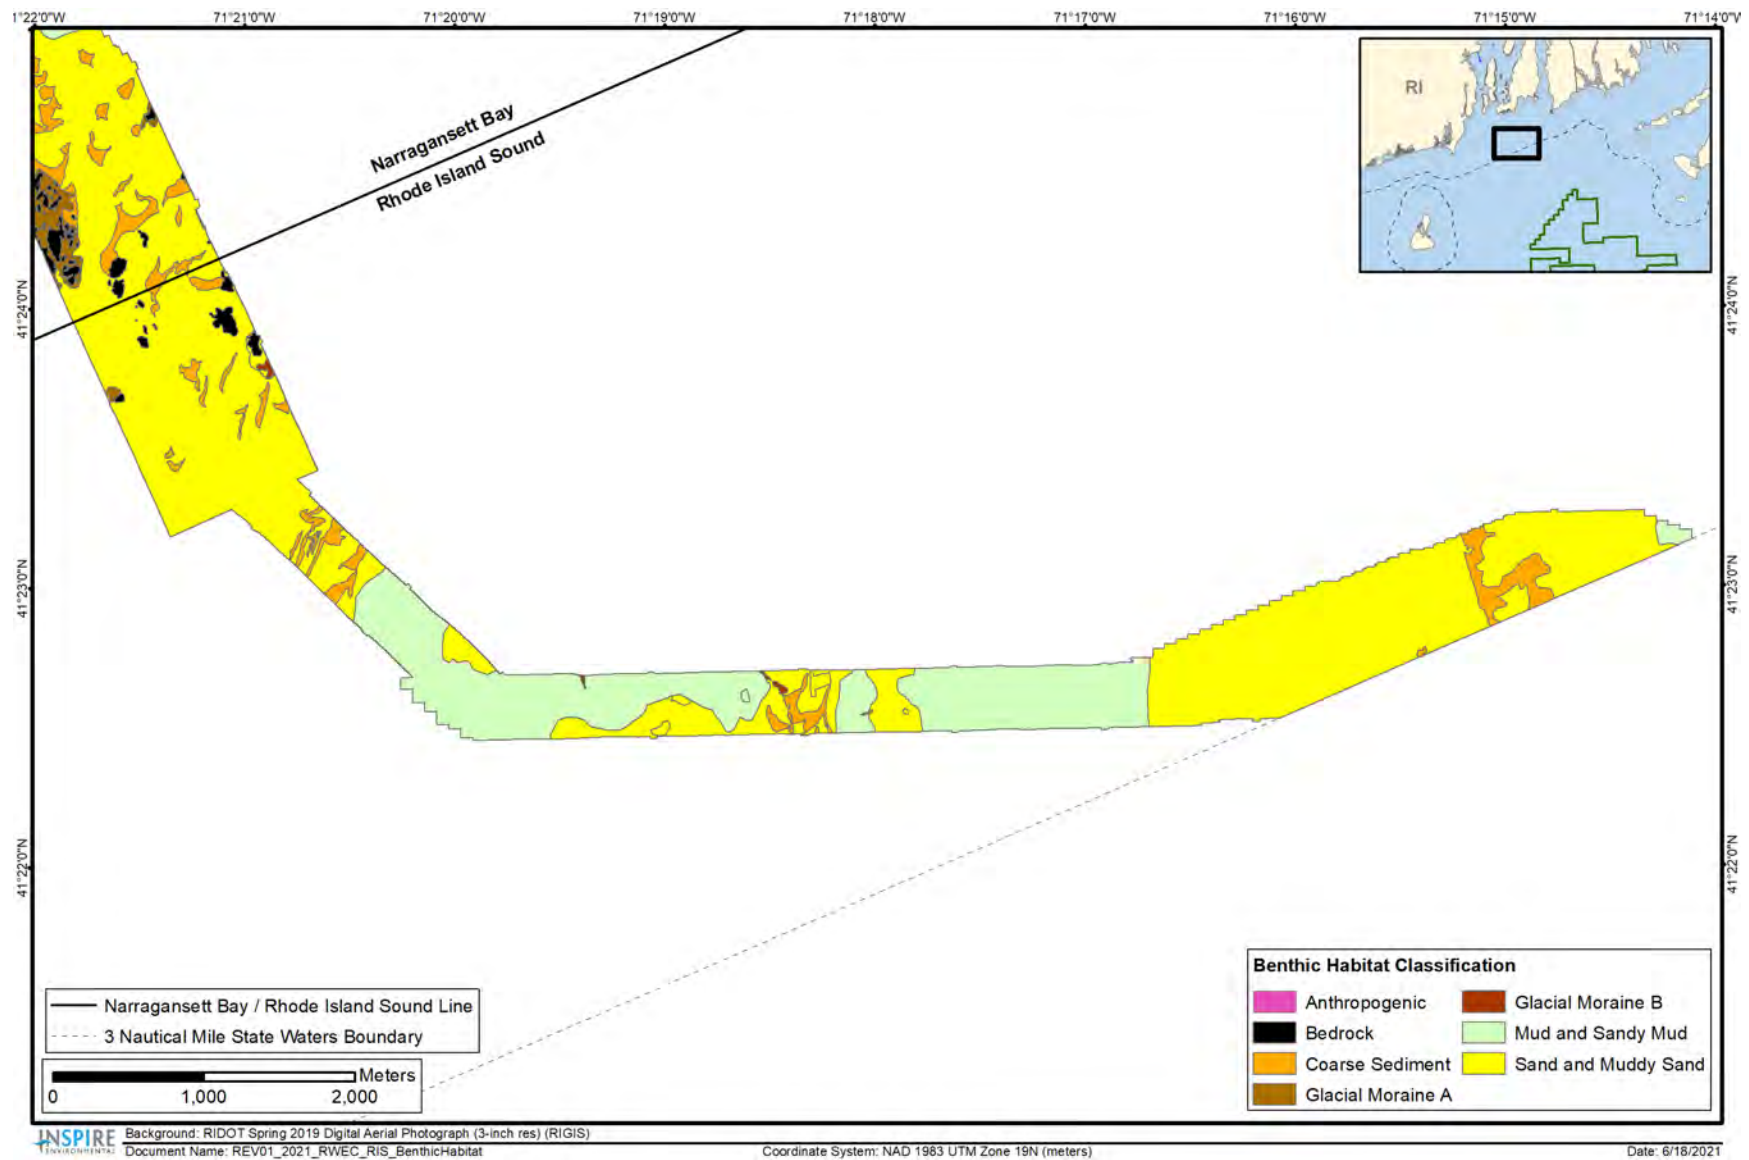 1°22'0"W 71°21'0"W 71°20'0"W 71°19'0"W 71°18'0"W 71°17'0"W 71°16'0"W 71°15'0"W 71°14'0"W
RI
Narragansett Bay
Rhode Island Sound
41°24'0"N 41°24'0"N
41°23'0"N 41°23'0"N
41°22'0"N 41°22'0"N
Narragansett Bay / Rhode Island Sound Line
3 Nautical Mile State Waters Boundary
Meters
0 1,000 2,000
Benthic Habitat Classification
Anthropogenic
Bedrock
Coarse Sediment
Glacial Moraine A
Glacial Moraine B
Mud and Sandy Mud
Sand and Muddy Sand
INSPIRE
ENVIRONMENTAL
Background: RIDOT Spring 2019 Digital Aerial Photograph (3-inch res) (RIGIS)
Document Name: REV01_2021_RWEC_RIS_BenthicHabitat Coordinate System: NAD 1983 UTM Zone 19N (meters) Date: 6/18/2021